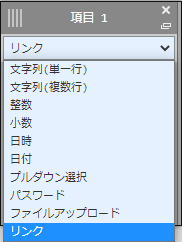 項目 1
リンク
文字列(単一行)
文字列(複数行)
整数
小数
日時
日付
プルダウン選択
パスワード
ファイルアップロード
リンク